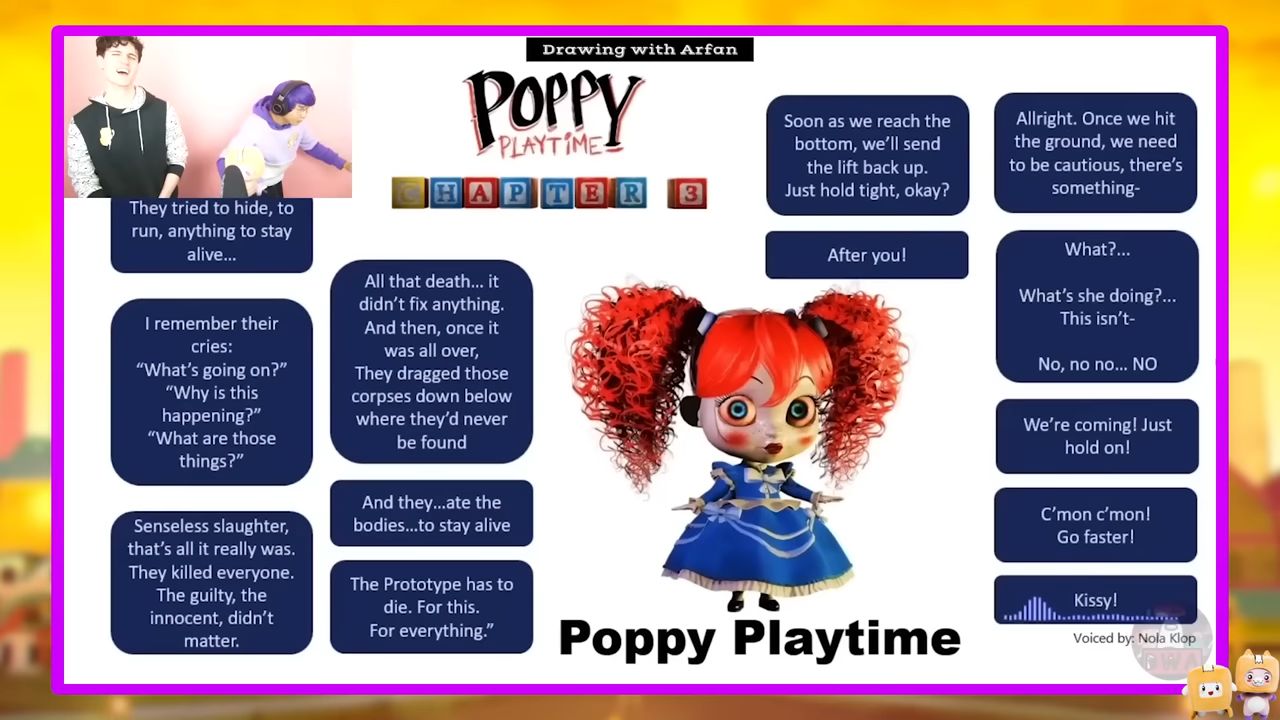 Drawing with Arfan
POPPY
PLAYTIME
CHAPTER 3
They tried to hide, to
run, anything to stay
alive...
I remember their
cries:
“What’s going on?”
“Why is this
happening?”
“What are those
things?”
Senseless slaughter,
that’s all it really was.
They killed everyone.
The guilty, the
innocent, didn’t
matter.
All that death... it
didn’t fix anything.
And then, once it
was all over,
They dragged those
corpses down below
where they’d never
be found
And they...ate the
bodies...to stay alive
The Prototype has to
die. For this.
For everything.”
Soon as we reach the
bottom, we’ll send
the lift back up.
Just hold tight, okay?
After you!
Allright. Once we hit
the ground, we need
to be cautious, there’s
something-
What?...
What’s she doing?...
This isn’t-
No, no no... NO
We’re coming! Just
hold on!
C’mon c’mon!
Go faster!
Kissy!
Voiced by: Nola Klop
Poppy Playtime